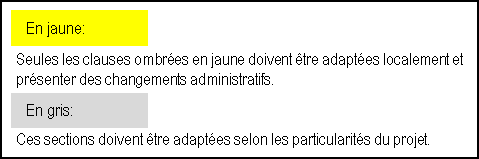 En jaune:
Seules les clauses ombrées en jaune doivent être adaptées localement et
présenter des changements administratifs.
En gris:
Ces sections doivent être adaptées selon les particularités du projet.